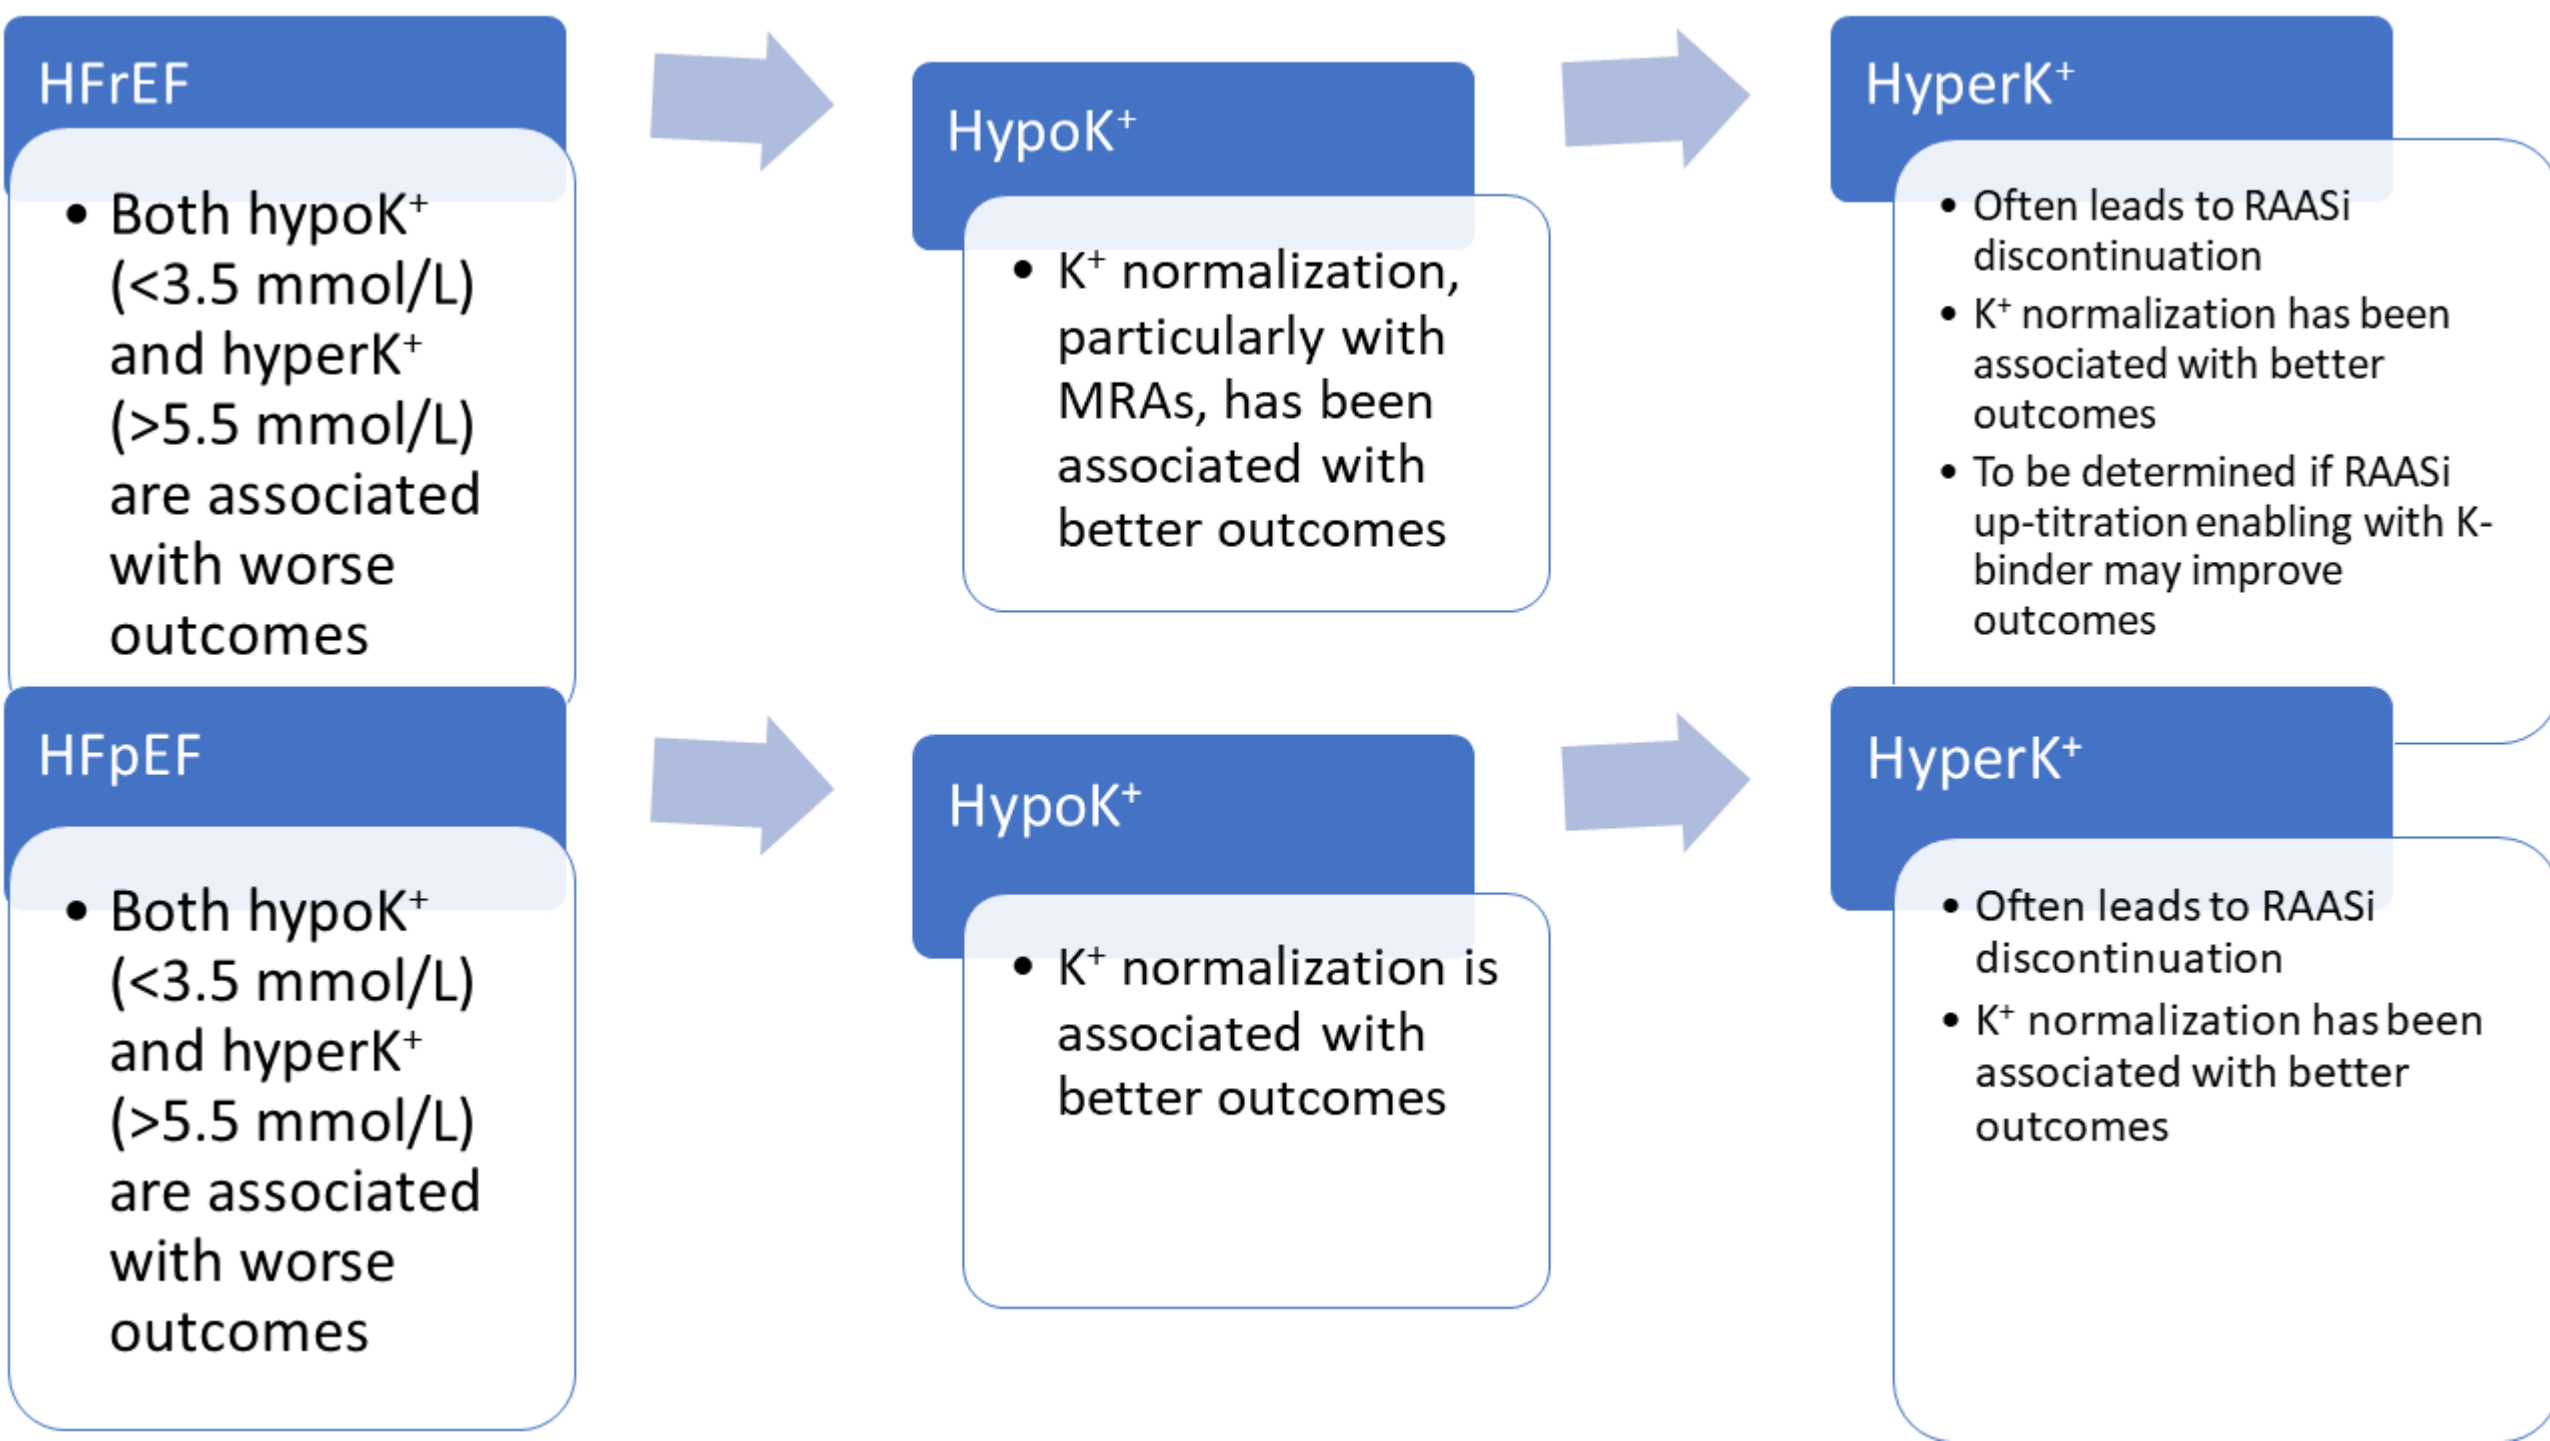 HFrEF
• Both hypoK⁺
(<3.5 mmol/L)
and hyperK⁺
(>5.5 mmol/L)
are associated
with worse
outcomes
HypoK⁺
• K⁺ normalization,
particularly with
MRAs, has been
associated with
better outcomes
HyperK⁺
• Often leads to RAASi
discontinuation
• K⁺ normalization has been
associated with better
outcomes
• To be determined if RAASi
up-titration enabling with K-
binder may improve
outcomes
HFpEF
• Both hypoK⁺
(<3.5 mmol/L)
and hyperK⁺
(>5.5 mmol/L)
are associated
with worse
outcomes
HypoK⁺
• K⁺ normalization is
associated with
better outcomes
HyperK⁺
• Often leads to RAASi
discontinuation
• K⁺ normalization has been
associated with better
outcomes